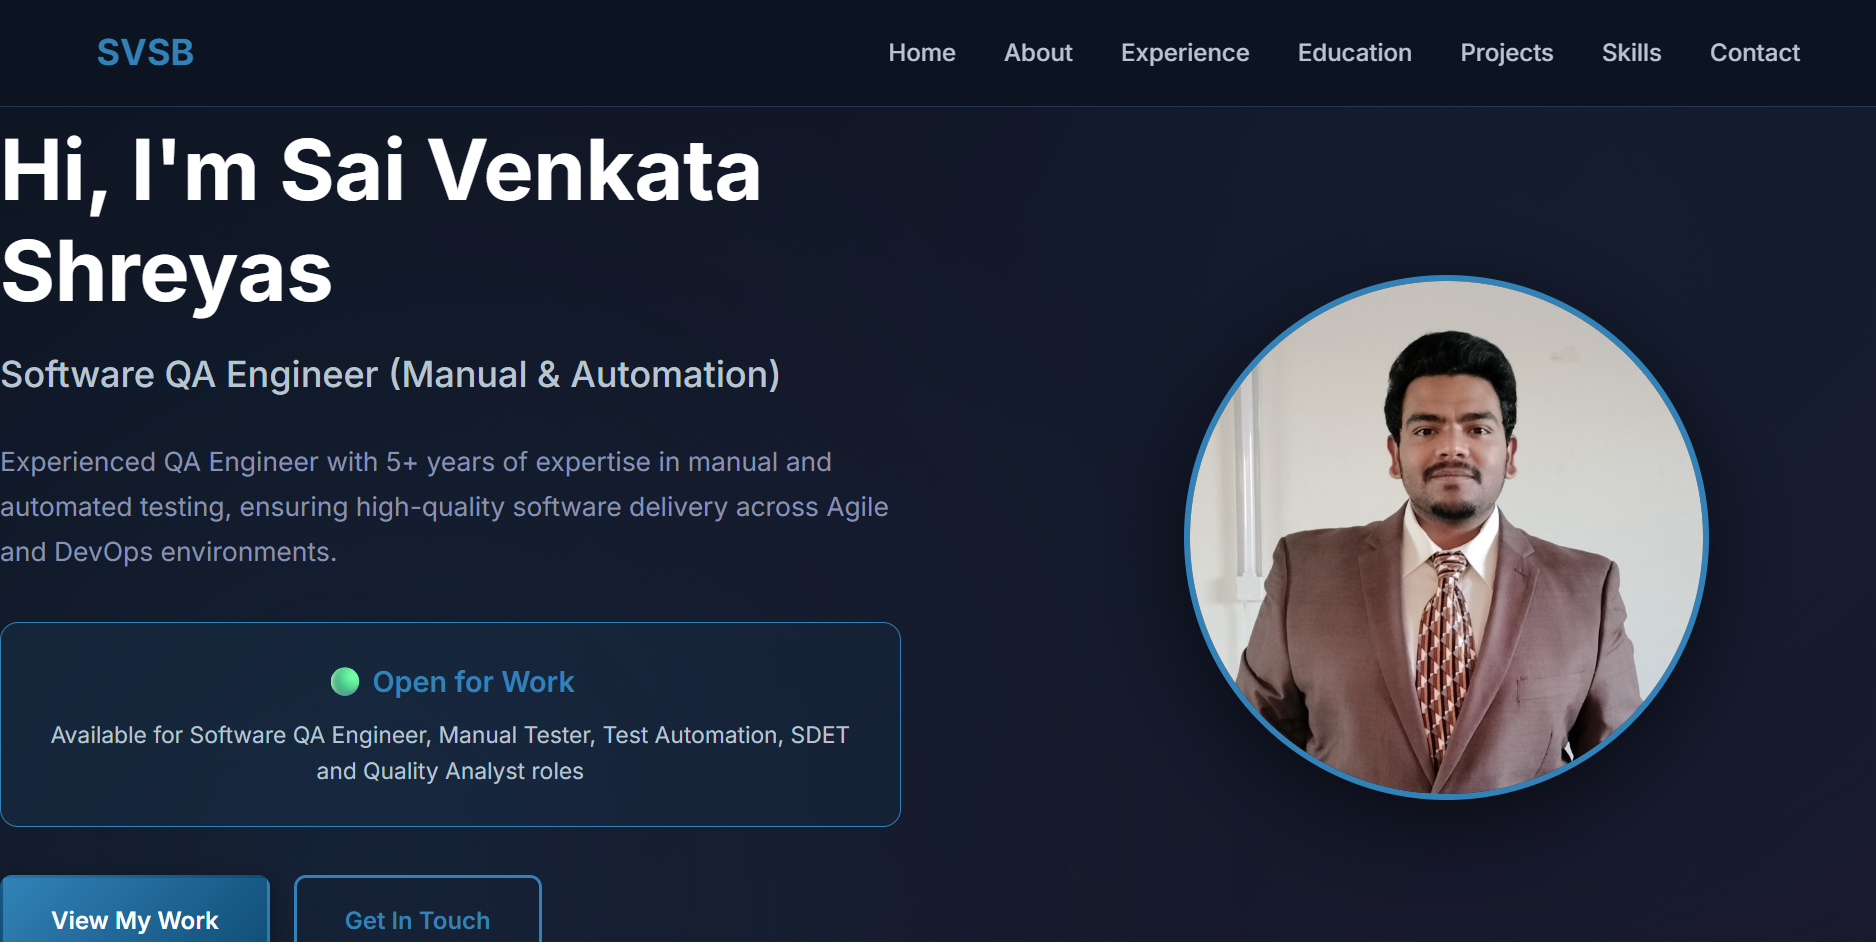 SVSB
Home About Experience Education Projects Skills Contact
Hi, I'm Sai Venkata
Shreyas
Software QA Engineer (Manual & Automation)
Experienced QA Engineer with 5+ years of expertise in manual and
automated testing, ensuring high-quality software delivery across Agile
and DevOps environments.
Open for Work
Available for Software QA Engineer, Manual Tester, Test Automation, SDET
and Quality Analyst roles
View My Work
Get In Touch